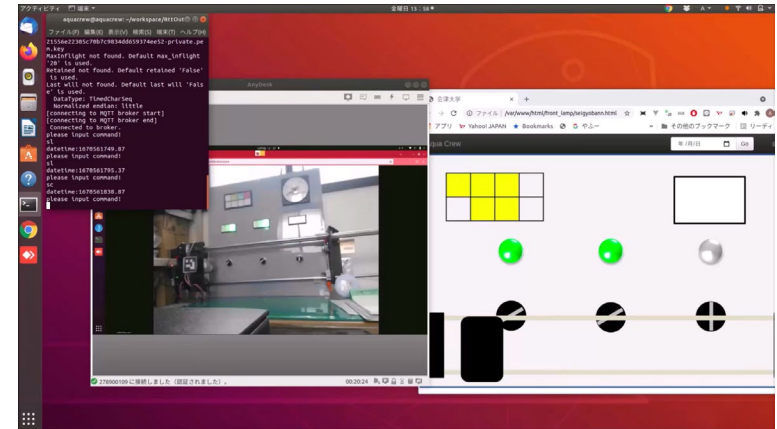 アクティビティ
端末
金曜日 13 : 58
aquacrew@aquacrew: ~/workspace/RttOst
ファイル(F) 編集(E) 表示(V) 検索(S) 端末(T) ヘルプ(H)
21556e22305c70b7c9834dd659374ee52-private.pe
m.key
MaxInflight not found. Default max_inflight
'20' is used.
Retained not found. Default retained 'False'
is used.
Last will not found. Default last will 'Fals
e' is used.
DataType: TimedCharSeq
Normalized endian: little
[connecting to MQTT broker start]
[connecting to MQTT broker end]
Connected to broker.
please input command!
sl
datetime:1670561749.87
please input command!
sl
datetime:1670561795.37
please input command!
sc
datetime:1670561838.87
please input command!
AnyDesk
278900109 に接続しました（認証されました）。
00:20:24
会津大学
ファイル | /var/www/html/front_lamp/seigyobann.html
アプリ Yahoo! JAPAN Bookmarks G やふー
その他のブックマーク
リーディ
qua Crew
年 /月/日
Go